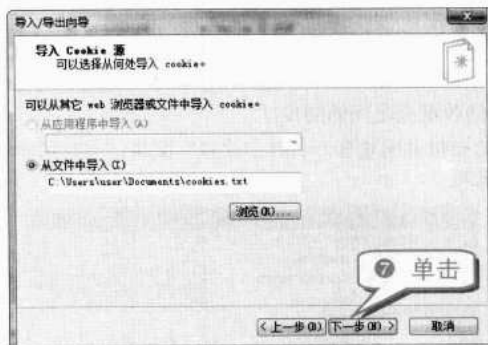 导入/导出向导
导入 Cookie 源
可以选择从何处导入 cookie。
可以从其它 web 浏览器或文件中导入 cookie。
从应用程序中导入(A)
从文件中导入(I)
C:\Users\user\Documents\cookies.txt
浏览(R)...
❼ 单击
<上一步(B) 下一步(N)> 取消